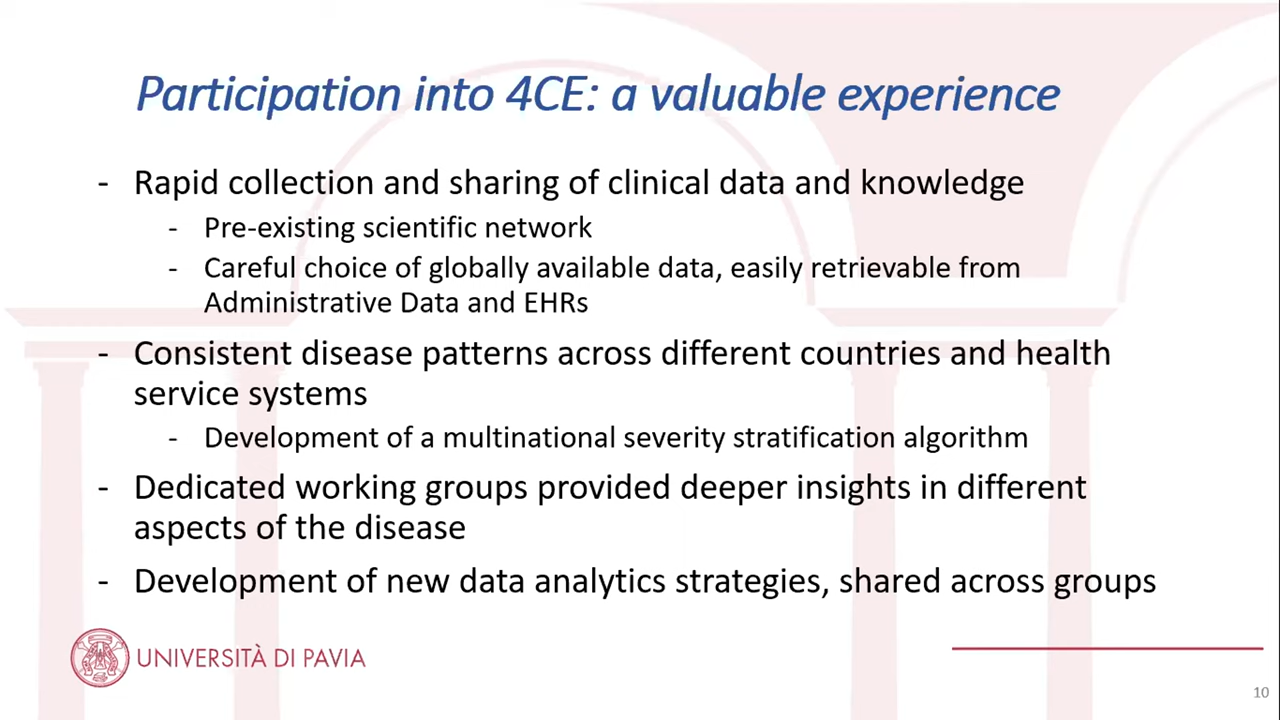 Participation into 4CE: a valuable experience
- Rapid collection and sharing of clinical data and knowledge
- Pre-existing scientific network
- Careful choice of globally available data, easily retrievable from
Administrative Data and EHRs
- Consistent disease patterns across different countries and health
service systems
- Development of a multinational severity stratification algorithm
- Dedicated working groups provided deeper insights in different
aspects of the disease
- Development of new data analytics strategies, shared across groups
UNIVERSITÀ DI PAVIA
10